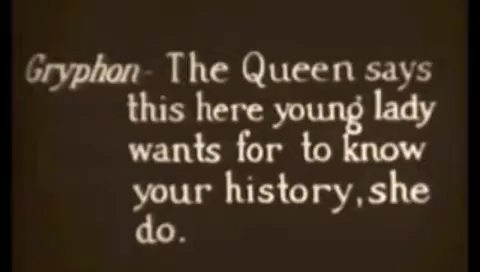 Gryphon- The Queen says
this here young lady
wants for to know
your history, she
do.